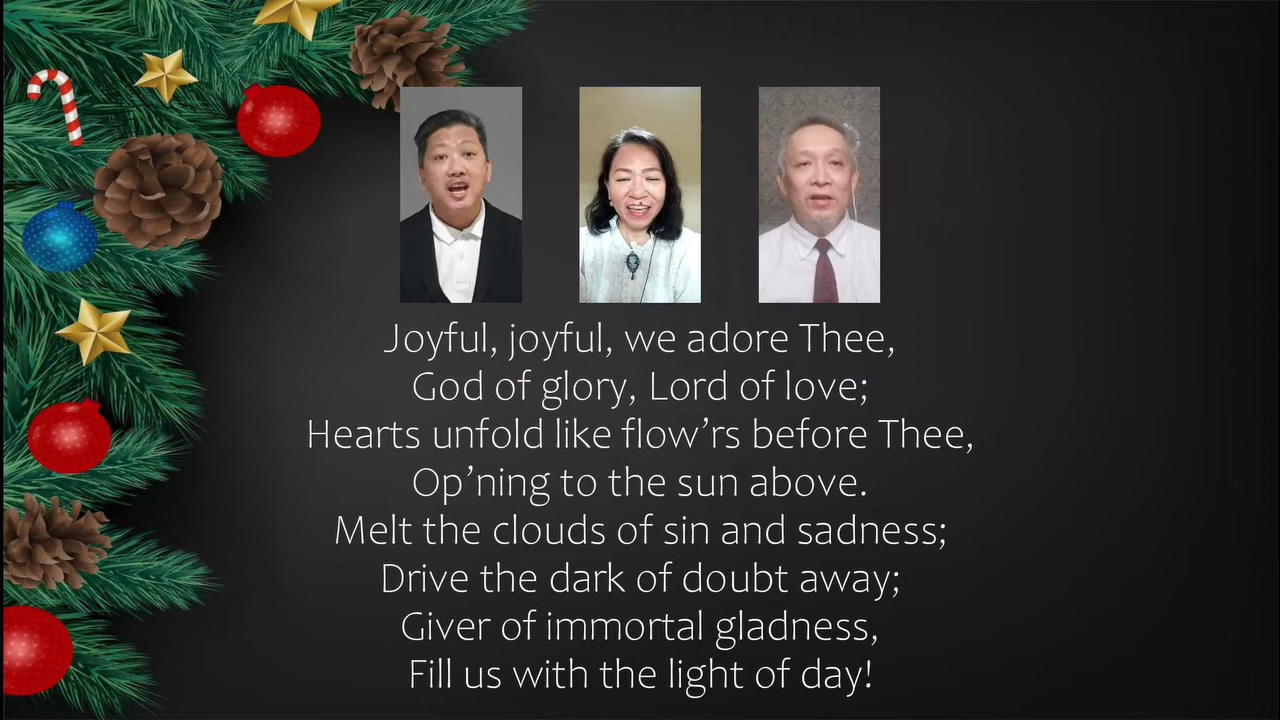 Joyful, joyful, we adore Thee,
God of glory, Lord of love;
Hearts unfold like flow’rs before Thee,
Op’ning to the sun above.
Melt the clouds of sin and sadness;
Drive the dark of doubt away;
Giver of immortal gladness,
Fill us with the light of day!